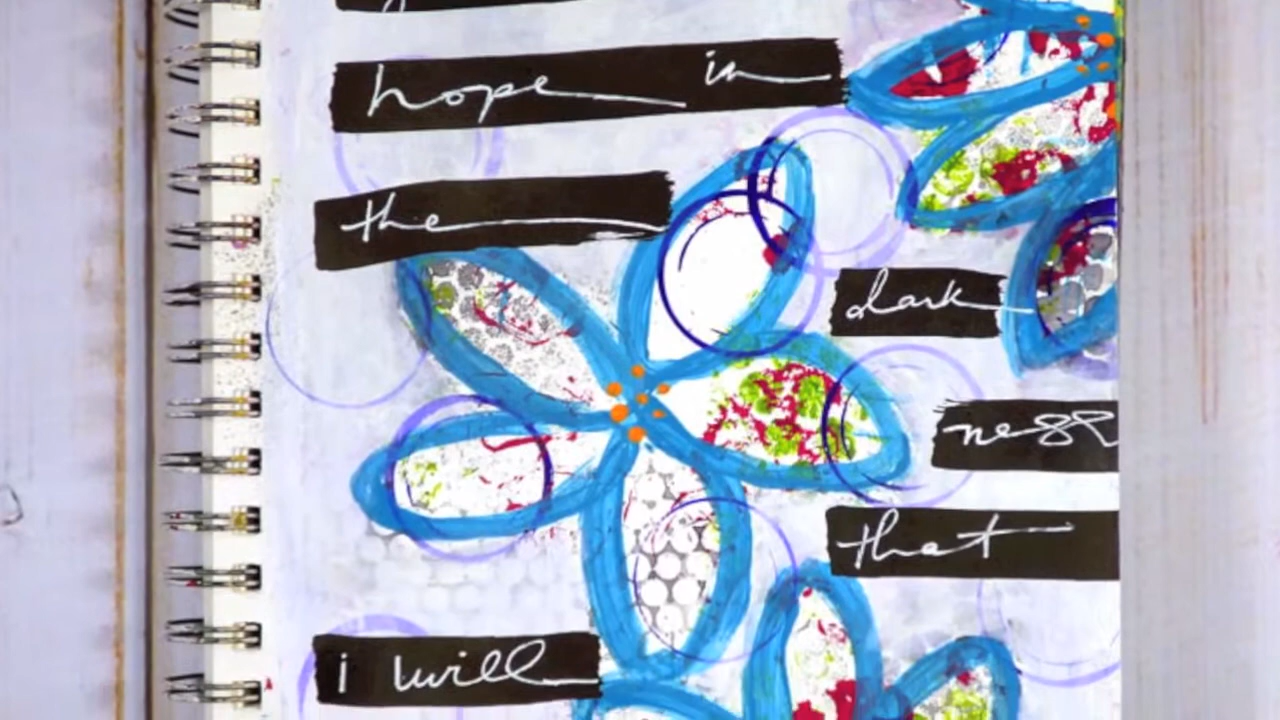 hope in
the
dark
ness
that
i will